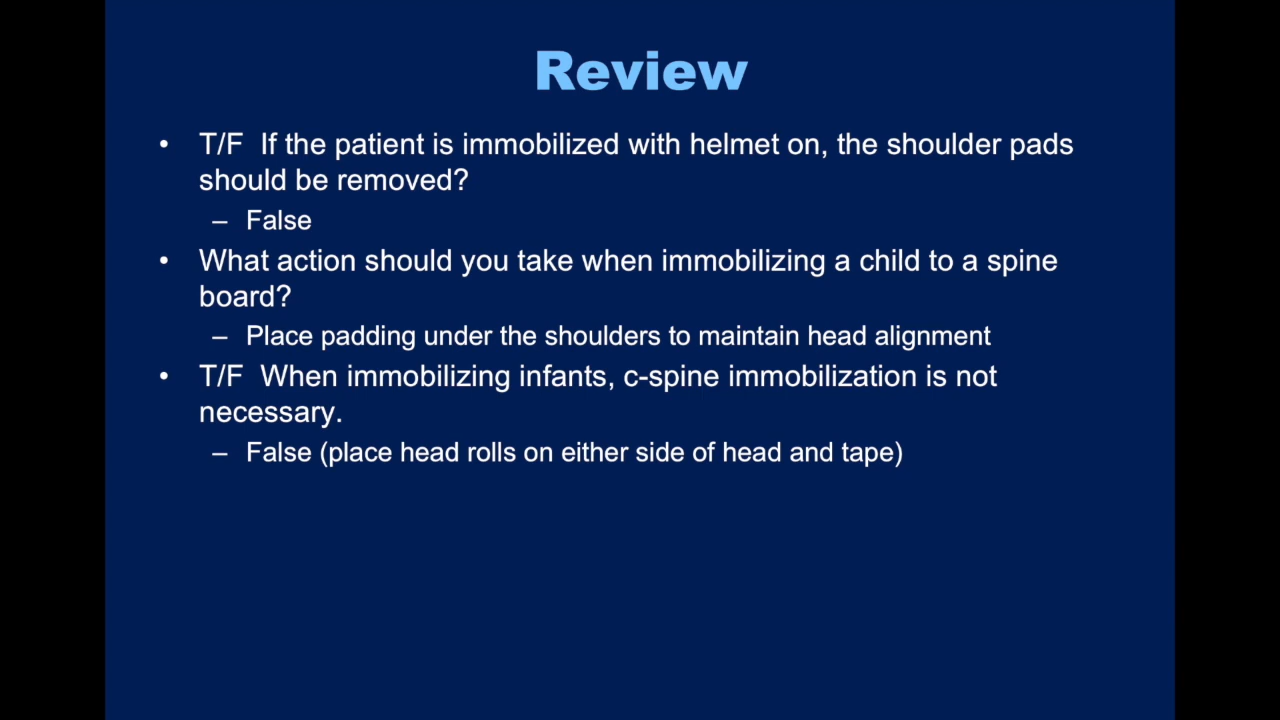 Review
• T/F  If the patient is immobilized with helmet on, the shoulder pads
should be removed?
– False
• What action should you take when immobilizing a child to a spine
board?
– Place padding under the shoulders to maintain head alignment
• T/F  When immobilizing infants, c-spine immobilization is not
necessary.
– False (place head rolls on either side of head and tape)